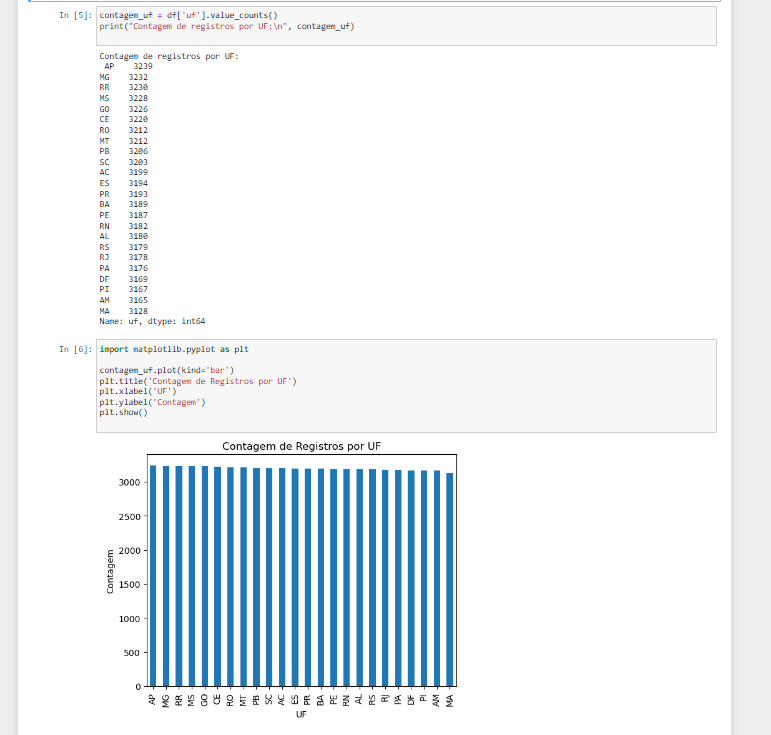 In [5]: contagem_uf = df['uf'].value_counts()
print("Contagem de registros por UF:\n", contagem_uf)
Contagem de registros por UF:
AP 3239
MG 3232
RR 3230
MS 3228
GO 3226
CE 3220
RO 3212
MT 3212
PB 3206
SC 3203
AC 3199
ES 3194
PR 3193
BA 3189
PE 3187
RN 3182
AL 3180
RS 3179
RJ 3178
PA 3176
DF 3169
PI 3167
AM 3165
MA 3128
Name: uf, dtype: int64
In [6]: import matplotlib.pyplot as plt
contagem_uf.plot(kind='bar')
plt.title('Contagem de Registros por UF')
plt.xlabel('UF')
plt.ylabel('Contagem')
plt.show()
Contagem de Registros por UF
Contagem
3000
2500
2000
1500
1000
500
0
AP MG RR MS GO CE RO MT PB SC AC ES PR BA PE RN AL RS RJ PA DF PI AM MA
UF